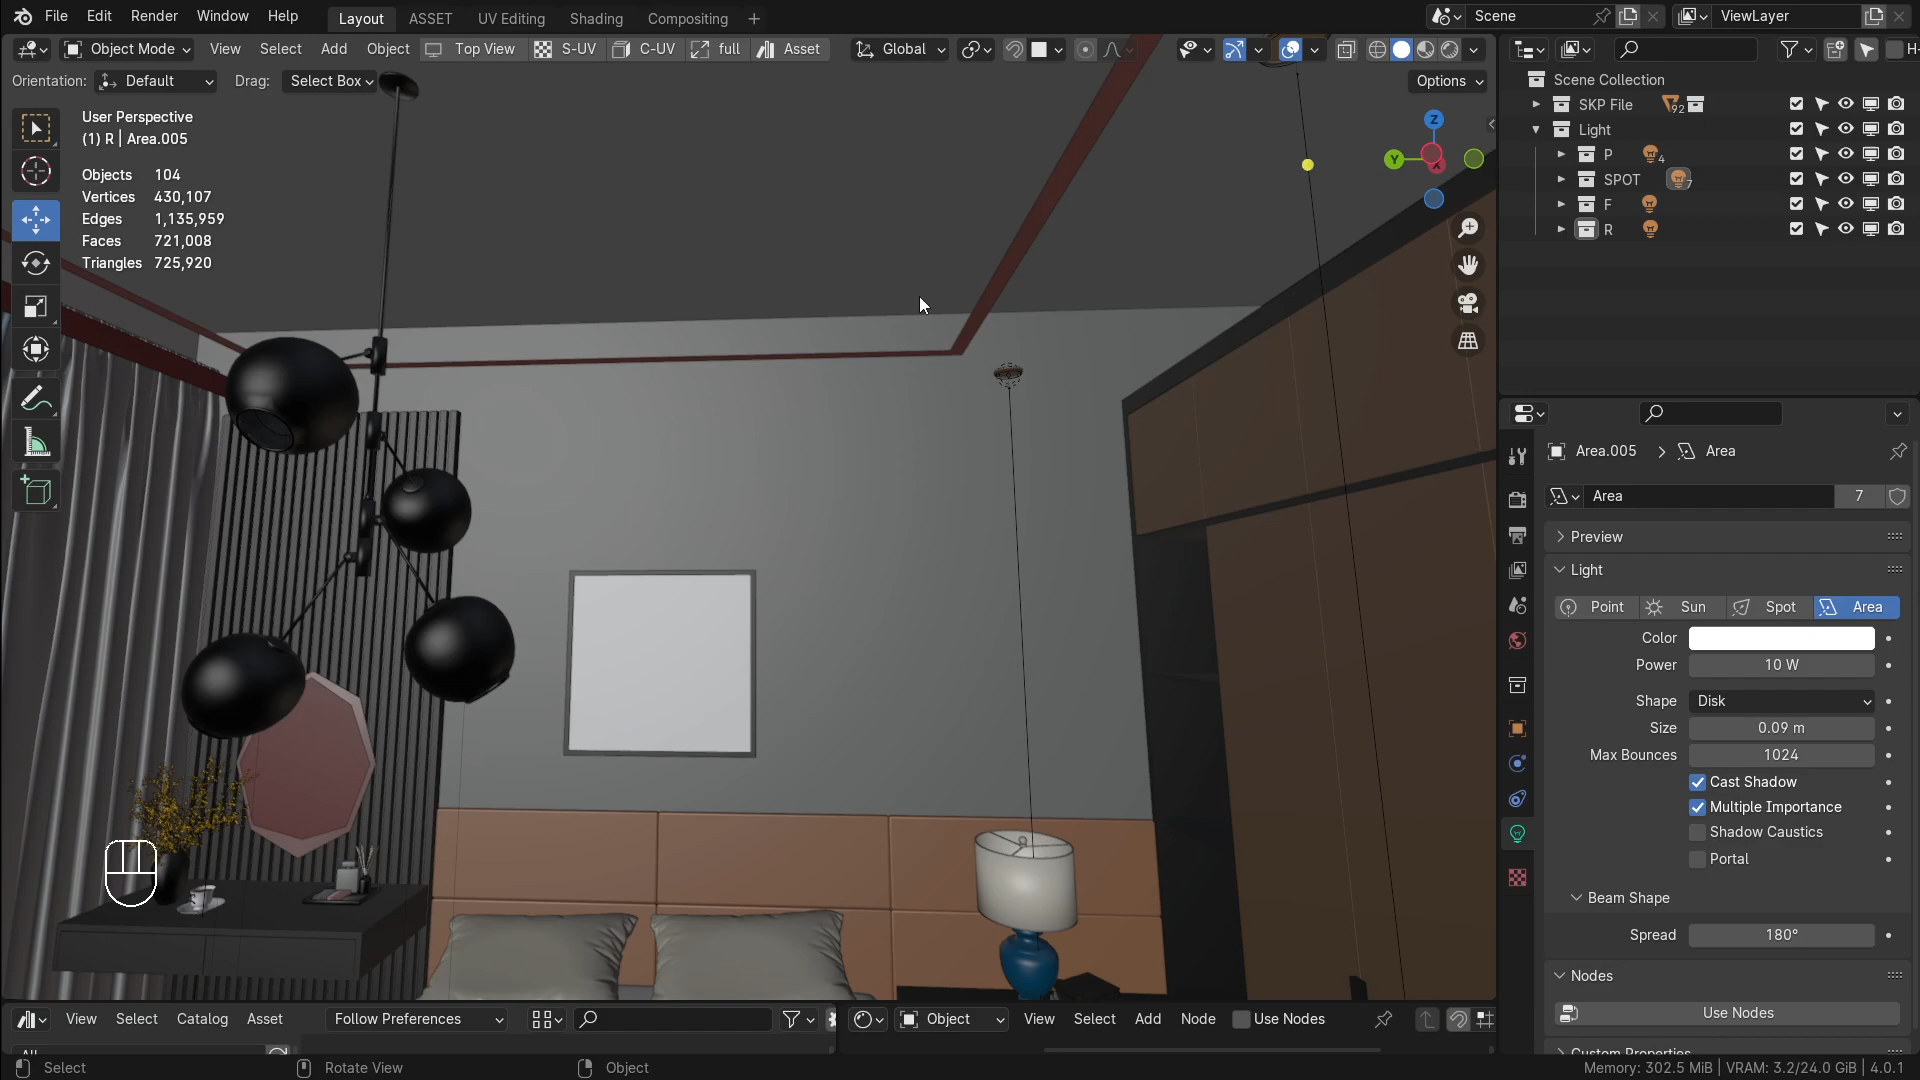 File Edit Render Window Help Layout ASSET UV Editing Shading Compositing + Scene ViewLayer
Object Mode View Select Add Object Top View S-UV C-UV full Asset Global
Orientation: Default Drag: Select Box Options
User Perspective
(1) R | Area.005
Objects 104
Vertices 430,107
Edges 1,135,959
Faces 721,008
Triangles 725,920
Z
Y
Scene Collection
SKP File 92
Light
P 4
SPOT 7
F
R
Area.005 > Area
Area 7
Preview
Light
Point Sun Spot Area
Color
Power 10 W
Shape Disk
Size 0.09 m
Max Bounces 1024
Cast Shadow
Multiple Importance
Shadow Caustics
Portal
Beam Shape
Spread 180°
Nodes
Use Nodes
Custom Properties
View Select Catalog Asset Follow Preferences
Object View Select Add Node Use Nodes
All
Select Rotate View Object Memory: 302.5 MiB | VRAM: 3.2/24.0 GiB | 4.0.1